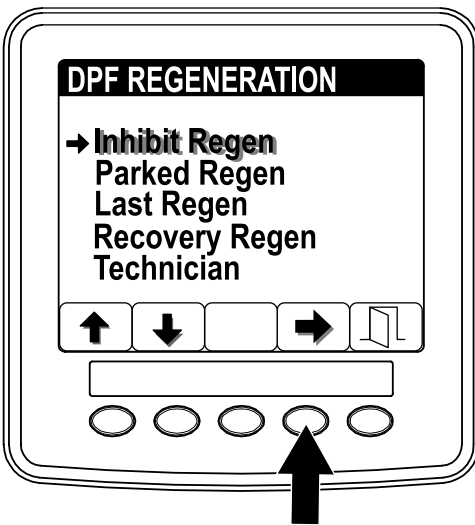 DPF REGENERATION
Inhibit Regen
Parked Regen
Last Regen
Recovery Regen
Technician